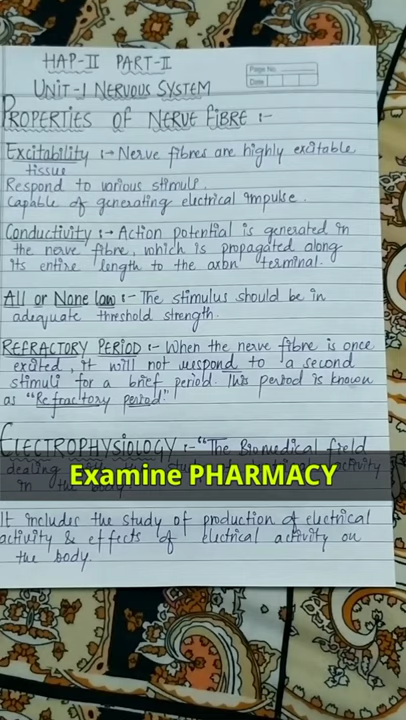 HAP-II PART-II
Page No.
Date
UNIT-1 NERVOUS SYSTEM
PROPERTIES OF NERVE FIBRE :-
Excitability :→ Nerve fibres are highly excitable
tissue
Respond to various stimuli.
Capable of generating electrical impulse.
Conductivity :→ Action Potential is generated in
the nerve fibre, which is propagated along
its entire length to the axon terminal.
All or None law :- The stimulus should be in
adequate threshold strength.
REFRACTORY PERIOD :- When the nerve fibre is once
excited, it will not respond to a second
stimuli for a brief period. This period is known
as "Refractory period"
ELECTROPHYSIOLOGY :- "The Biomedical field
dealing activity
in the
Examine PHARMACY
It includes the study of production of electrical
activity & effects of electrical activity on
the body.